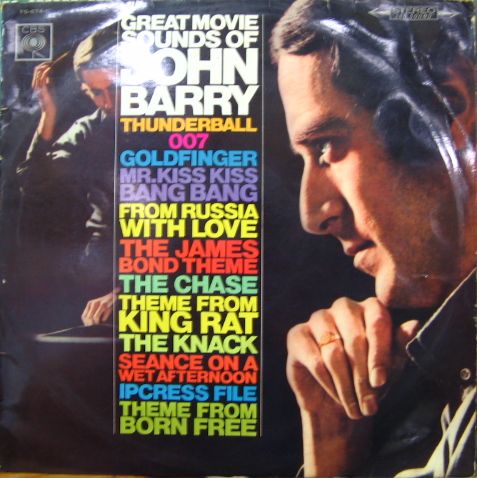 CBS
STEREO
GREAT MOVIE
SOUNDS OF
JOHN
BARRY
THUNDERBALL
007
GOLDFINGER
MR.KISS KISS
BANG BANG
FROM RUSSIA
WITH LOVE
THE JAMES
BOND THEME
THE CHASE
THEME FROM
KING RAT
THE KNACK
SEANCE ON A
WET AFTERNOON
IPCRESS FILE
THEME FROM
BORN FREE